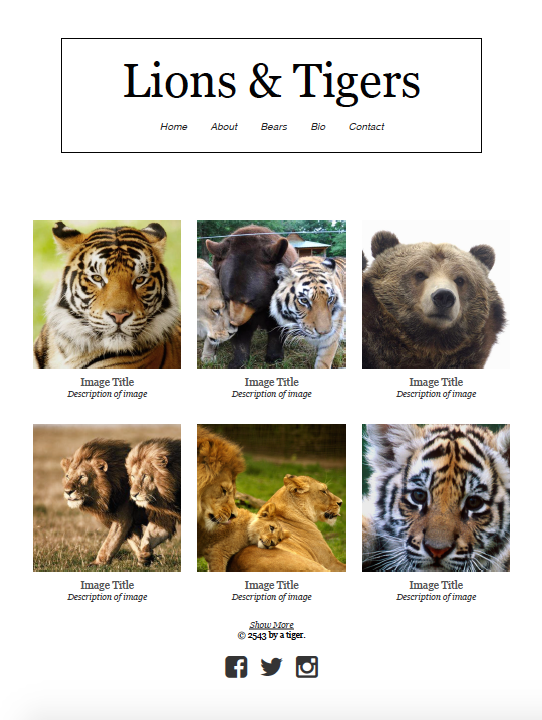 Lions & Tigers
Home About Bears Bio Contact
Image Title Image Title Image Title
Description of image Description of image Description of image
Image Title Image Title Image Title
Description of image Description of image Description of image
Show More
© 2543 by a tiger.